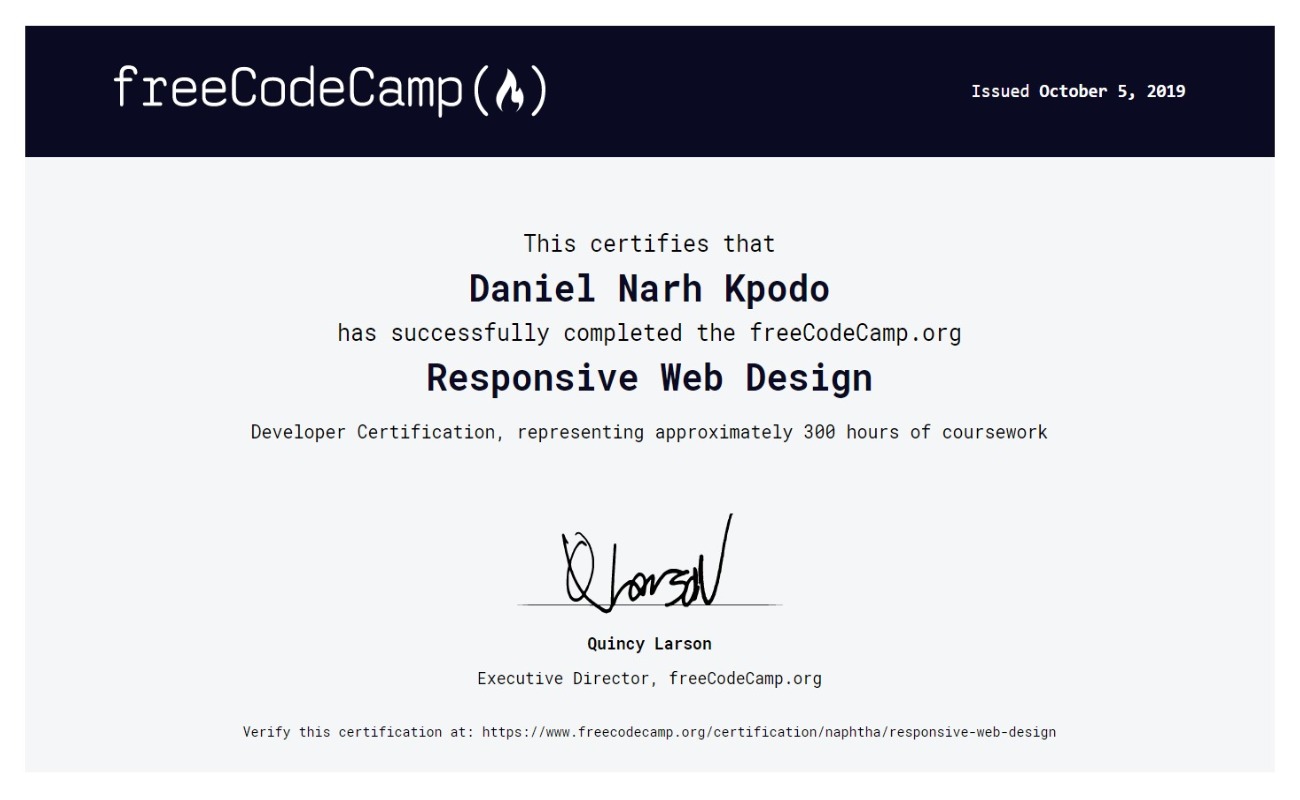 freeCodeCamp(🔥)
Issued October 5, 2019
This certifies that
Daniel Narh Kpodo
has successfully completed the freeCodeCamp.org
Responsive Web Design
Developer Certification, representing approximately 300 hours of coursework
Q Larson
Quincy Larson
Executive Director, freeCodeCamp.org
Verify this certification at: https://www.freecodecamp.org/certification/naphtha/responsive-web-design